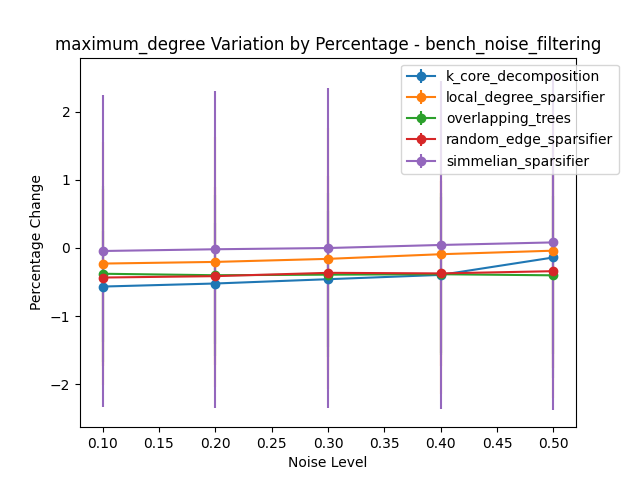 maximum_degree Variation by Percentage - bench_noise_filtering
k_core_decomposition
local_degree_sparsifier
overlapping_trees
random_edge_sparsifier
simmelian_sparsifier
Percentage Change
2
1
0
−1
−2
0.10 0.15 0.20 0.25 0.30 0.35 0.40 0.45 0.50
Noise Level